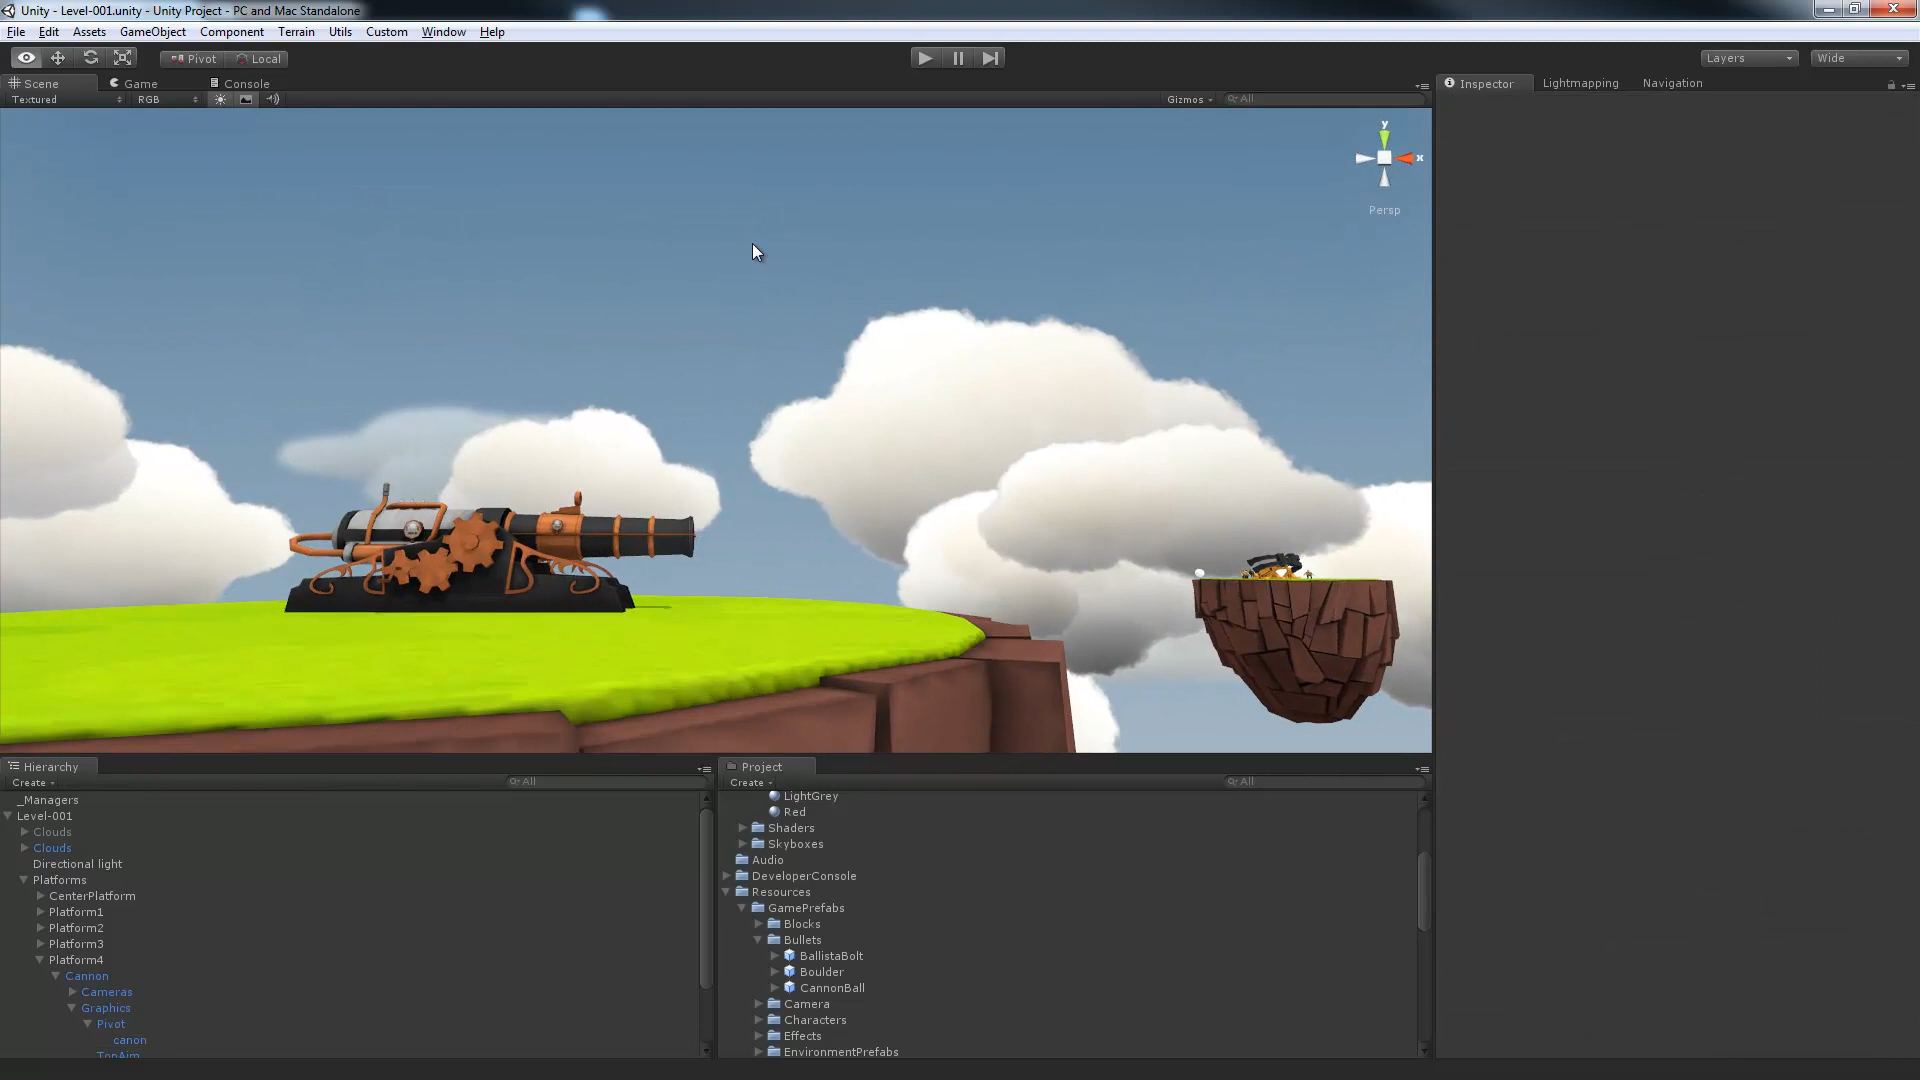 Unity - Level-001.unity - Unity Project - PC and Mac Standalone
File Edit Assets GameObject Component Terrain Utils Custom Window Help
Pivot Local Layers Wide
Scene Game Console
Inspector Lightmapping Navigation
Textured RGB Gizmos All
y
x
Persp
Hierarchy
Create All
_Managers
Level-001
Clouds
Clouds
Directional light
Platforms
CenterPlatform
Platform1
Platform2
Platform3
Platform4
Cannon
Cameras
Graphics
Pivot
canon
TopAim
Project
Create All
LightGrey
Red
Shaders
Skyboxes
Audio
DeveloperConsole
Resources
GamePrefabs
Blocks
Bullets
BallistaBolt
Boulder
CannonBall
Camera
Characters
Effects
EnvironmentPrefabs